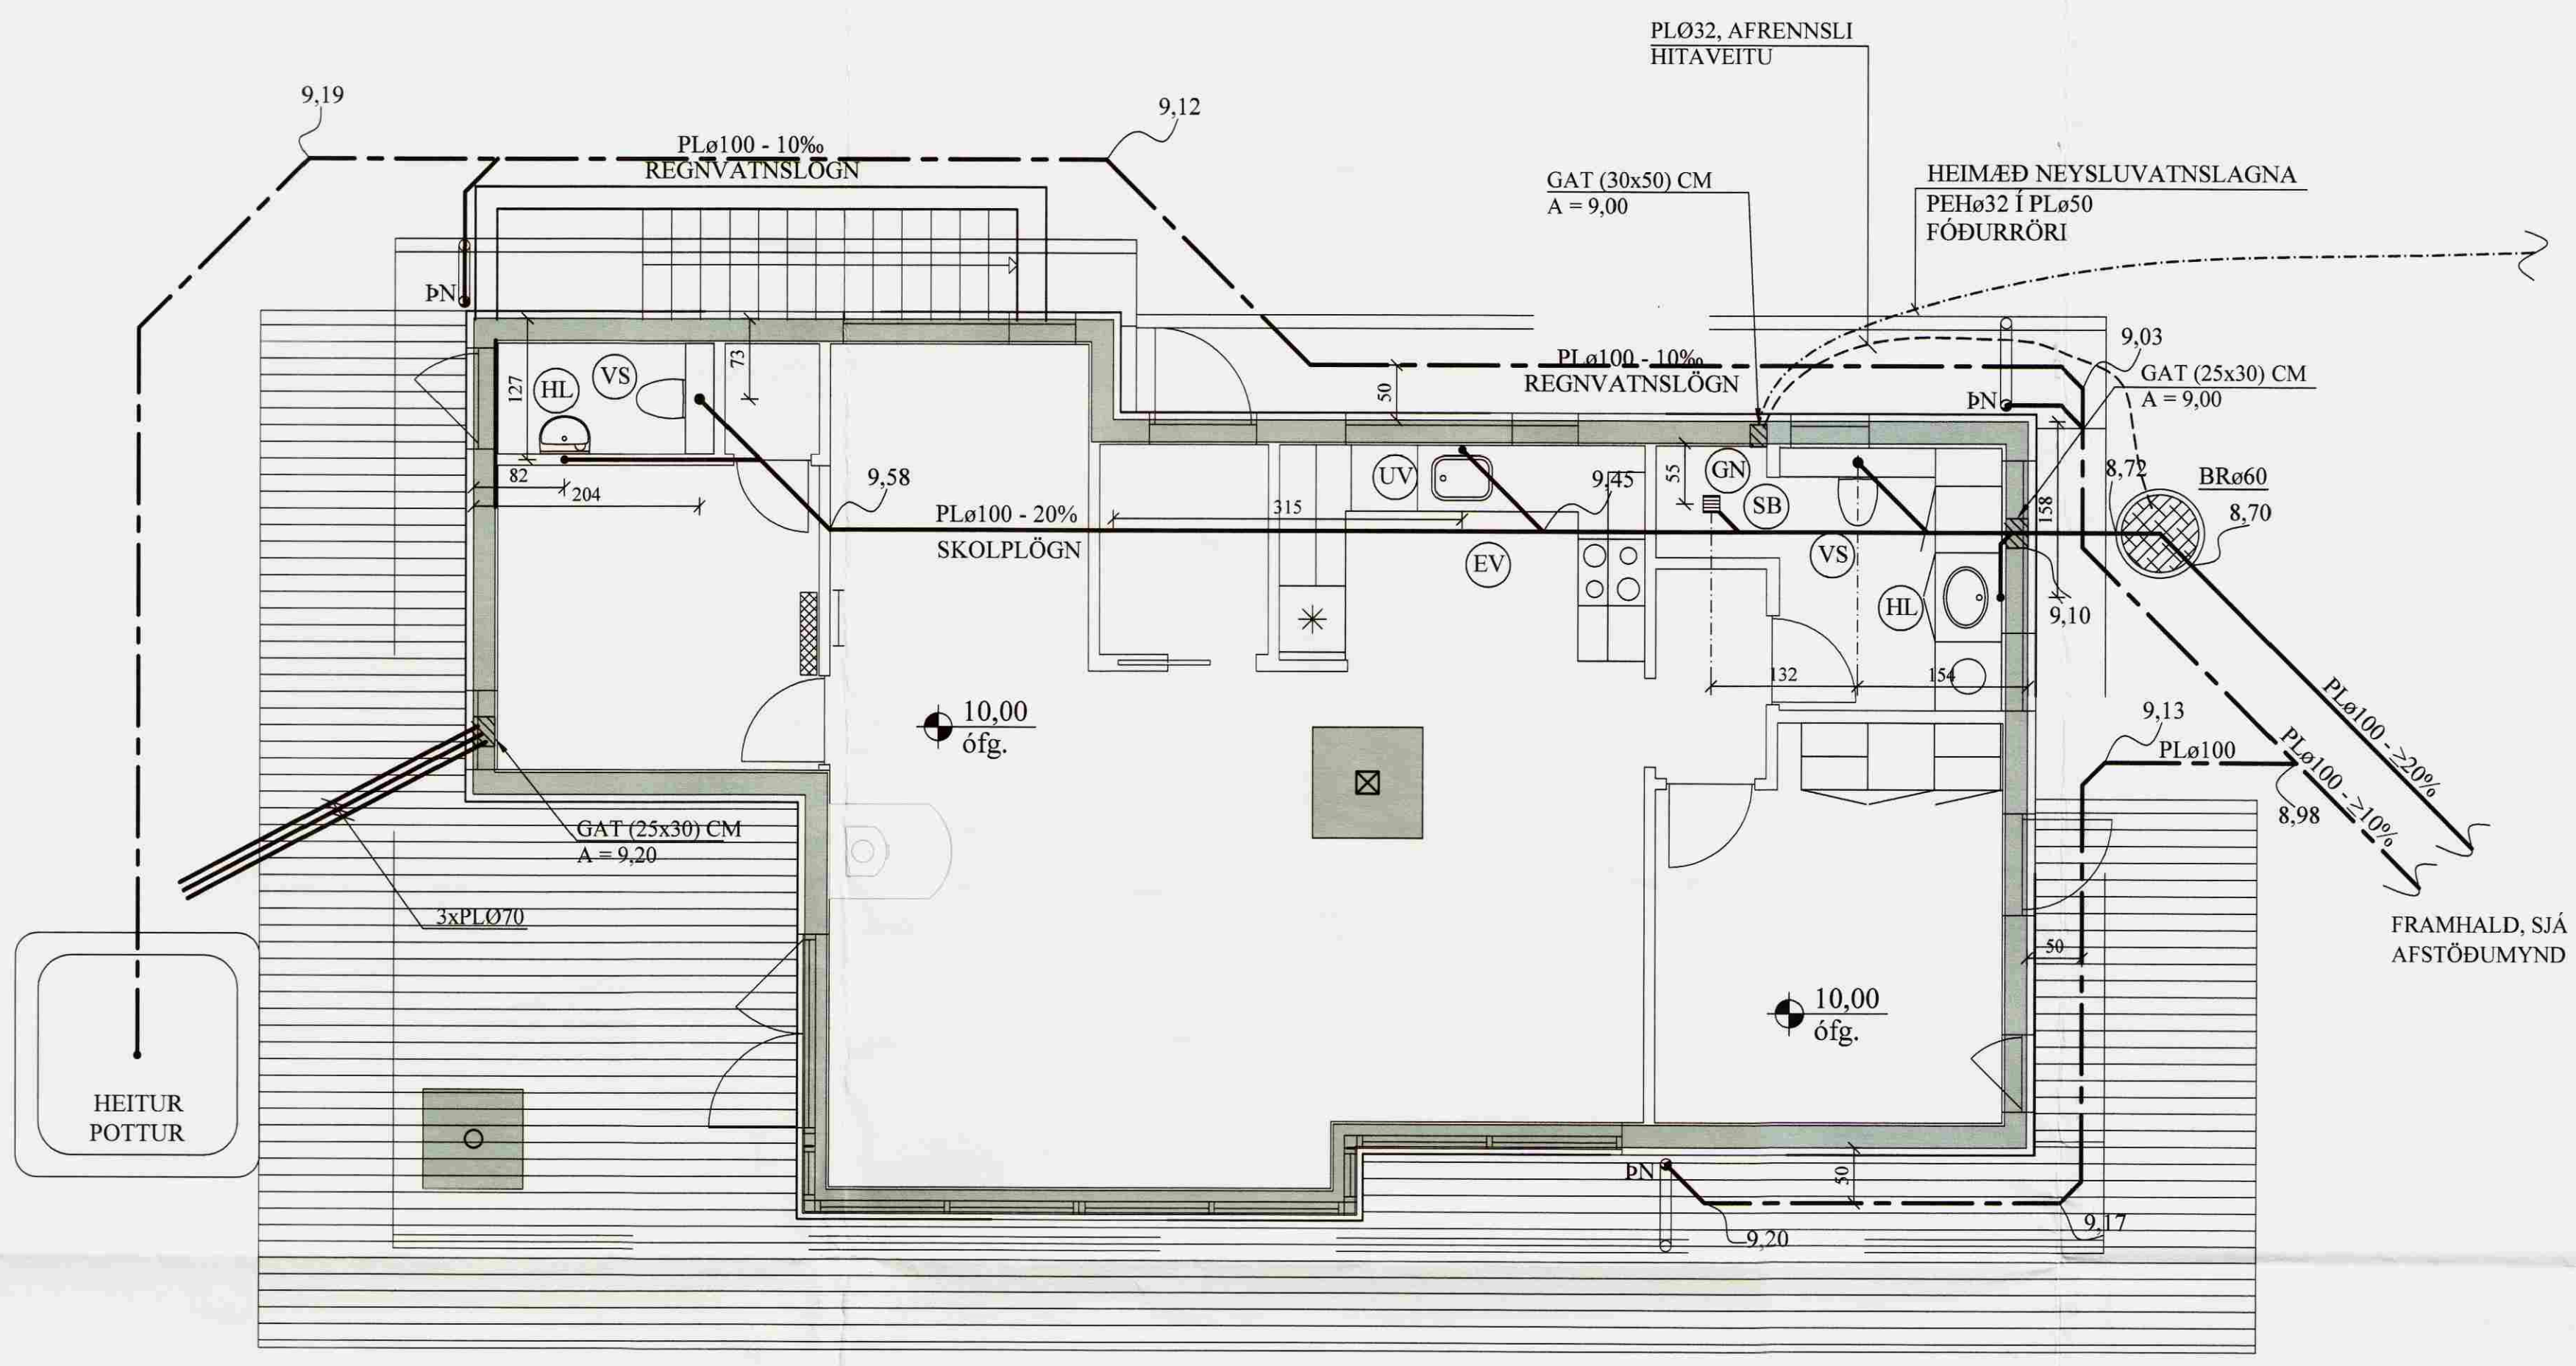 PLØ32, AFRENNSLI
HITAVEITU
9,19
9,12
PLø100 - 10‰
REGNVATNSLÖGN
GAT (30x50) CM
A = 9,00
HEIMÆÐ NEYSLUVATNSLAGNA
PEHø32 Í PLø50
FÓÐURRÖRI
ÞN
9,03
PLø100 - 10‰
REGNVATNSLÖGN
GAT (25x30) CM
A = 9,00
73
127
HL
VS
50
ÞN
82
204
9,58
UV
9,45
55
GN
SB
8,72
BRø60
8,70
158
PLø100 - 20%
SKOLPLÖGN
315
EV
VS
HL
9,10
132
154
10,00
ófg.
9,13
PLø100
PLø100 - ≥20%
PLø100 - ≥10%
8,98
GAT (25x30) CM
A = 9,20
3xPLØ70
FRAMHALD, SJÁ
AFSTÖÐUMYND
50
10,00
ófg.
HEITUR
POTTUR
ÞN
50
9,20
9,17